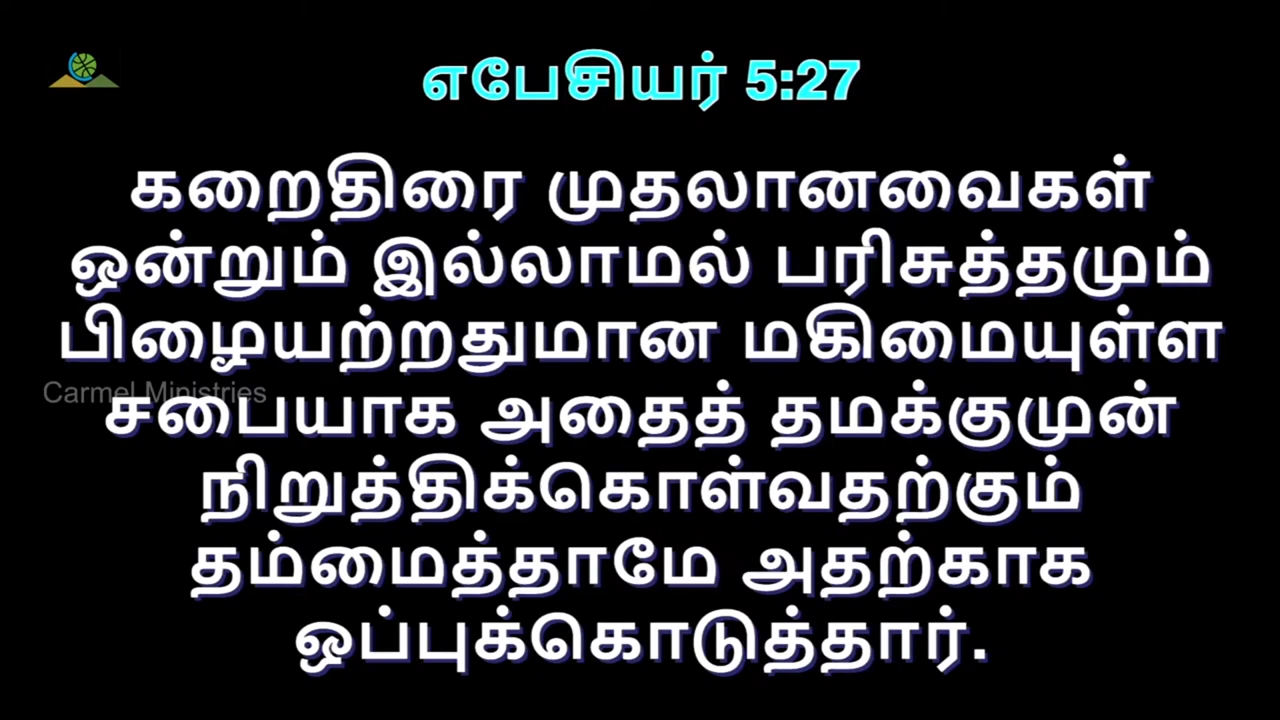 எபேசியர் 5:27
கறைதிரை முதலானவைகள்
ஒன்றும் இல்லாமல் பரிசுத்தமும்
பிழையற்றதுமான மகிமையுள்ள
Carmel Ministries
சபையாக அதைத் தமக்குமுன்
நிறுத்திக்கொள்வதற்கும்
தம்மைத்தாமே அதற்காக
ஒப்புக்கொடுத்தார்.